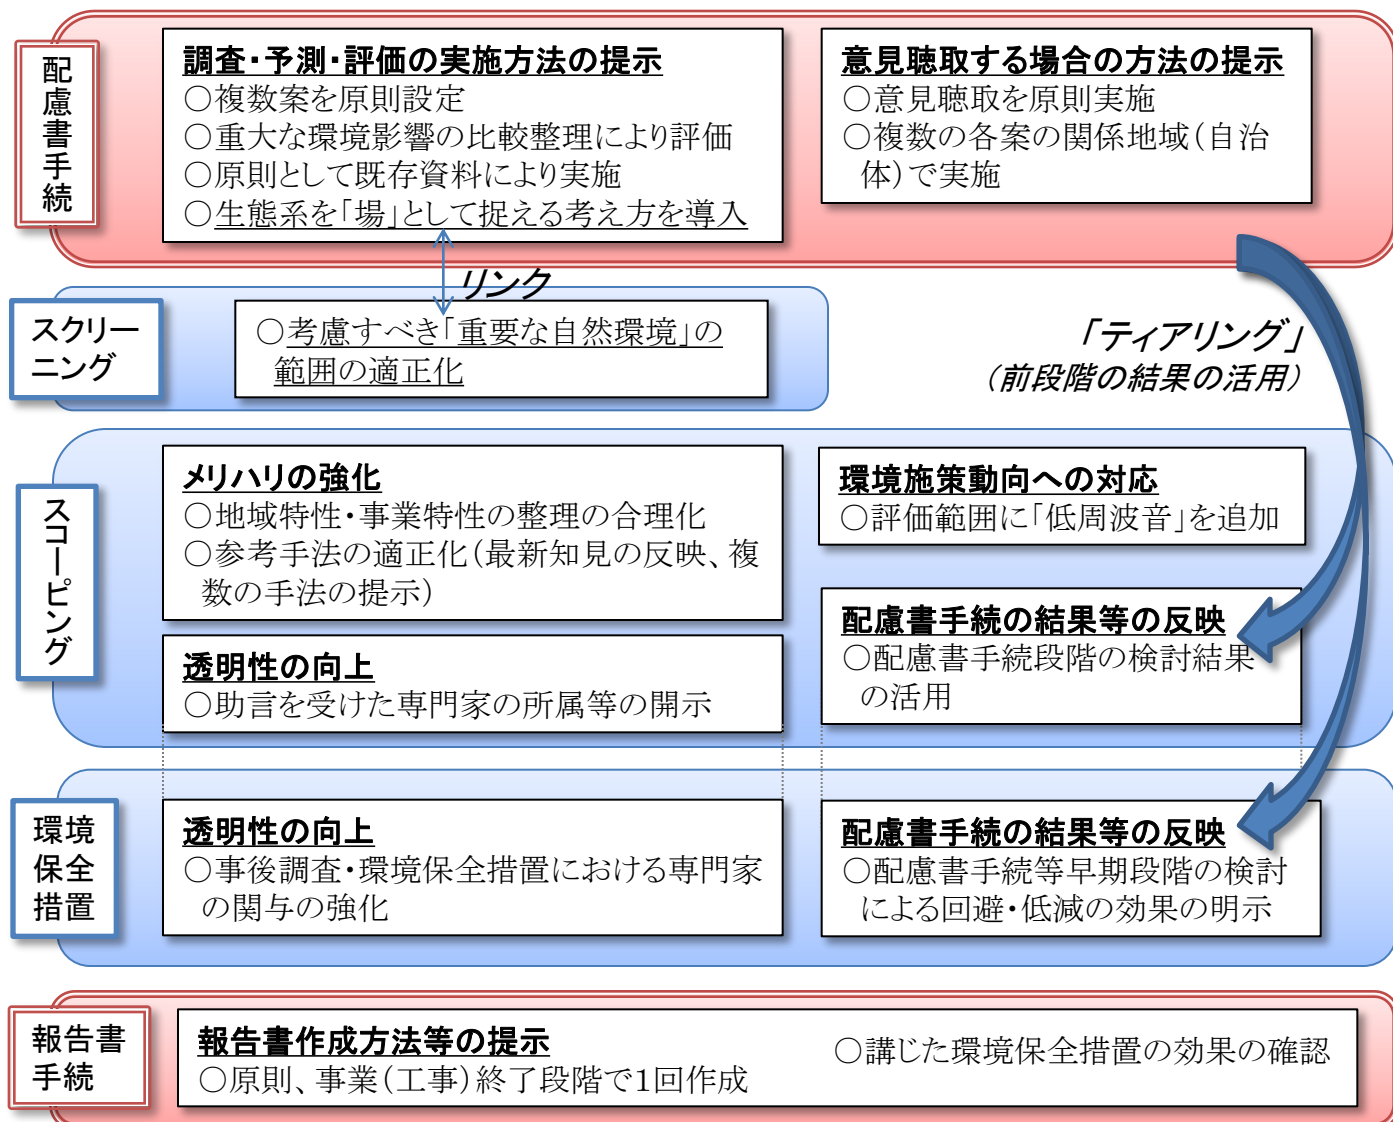 配慮書手続
調査・予測・評価の実施方法の提示
○複数案を原則設定
○重大な環境影響の比較整理により評価
○原則として既存資料により実施
○生態系を「場」として捉える考え方を導入
意見聴取する場合の方法の提示
○意見聴取を原則実施
○複数の各案の関係地域(自治
体)で実施
リンク
スクリー
ニング
○考慮すべき「重要な自然環境」の
範囲の適正化
「ティアリング」
(前段階の結果の活用)
スコーピング
メリハリの強化
○地域特性・事業特性の整理の合理化
○参考手法の適正化(最新知見の反映、複
数の手法の提示)
環境施策動向への対応
○評価範囲に「低周波音」を追加
透明性の向上
○助言を受けた専門家の所属等の開示
配慮書手続の結果等の反映
○配慮書手続段階の検討結果
の活用
環境
保全
措置
透明性の向上
○事後調査・環境保全措置における専門家
の関与の強化
配慮書手続の結果等の反映
○配慮書手続等早期段階の検討
による回避・低減の効果の明示
報告書
手続
報告書作成方法等の提示
○原則、事業(工事)終了段階で1回作成
○講じた環境保全措置の効果の確認